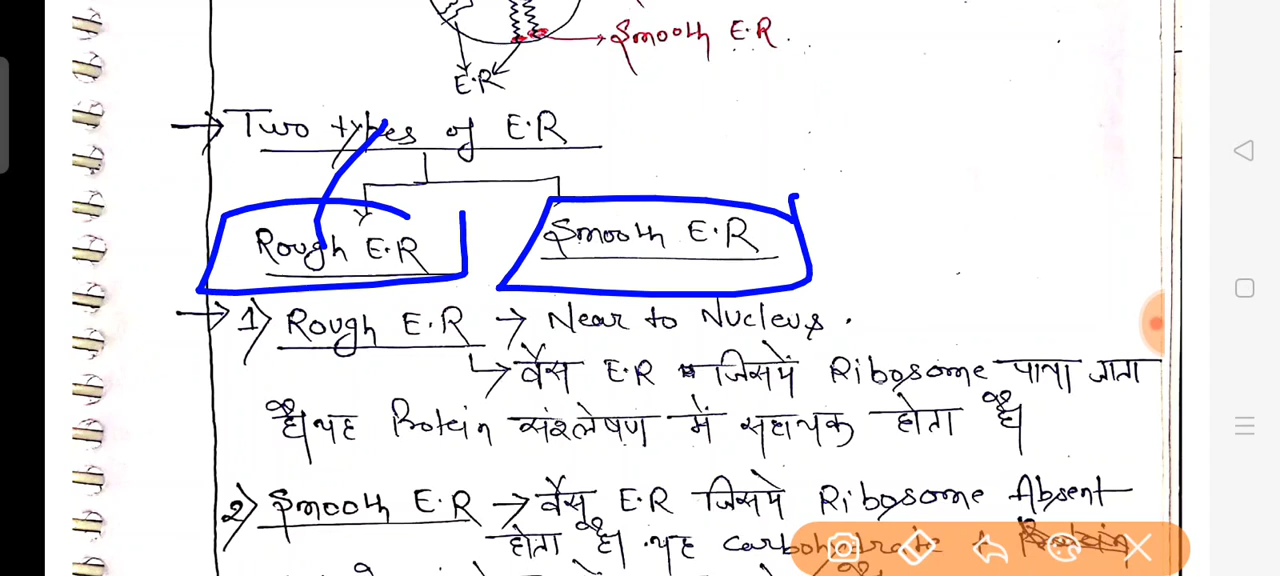 Smooth E.R.
E.R
→ Two types of E.R
Rough E.R Smooth E.R
→ 1) Rough E.R → Near to Nucleus.
↳ वैस E.R जिसमें Ribosome पाया जाता
है। यह Protein संश्लेषण में सहायक होता है।
2) Smooth E.R → वैसे E.R जिसमे Ribosome Absent
होता है। यह carbohydrate